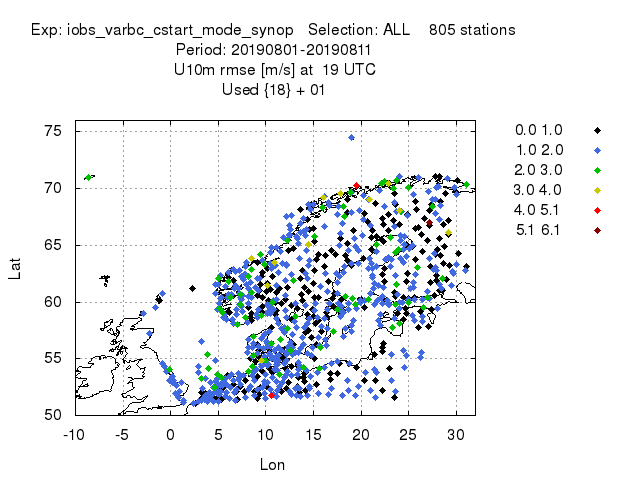 Exp: iobs_varbc_cstart_mode_synop   Selection: ALL    805 stations
Period: 20190801-20190811
U10m rmse [m/s] at  19 UTC
Used {18} + 01
0.0 1.0
1.0 2.0
2.0 3.0
3.0 4.0
4.0 5.1
5.1 6.1
75
70
65
60
55
50
Lat
-10 -5 0 5 10 15 20 25 30
Lon